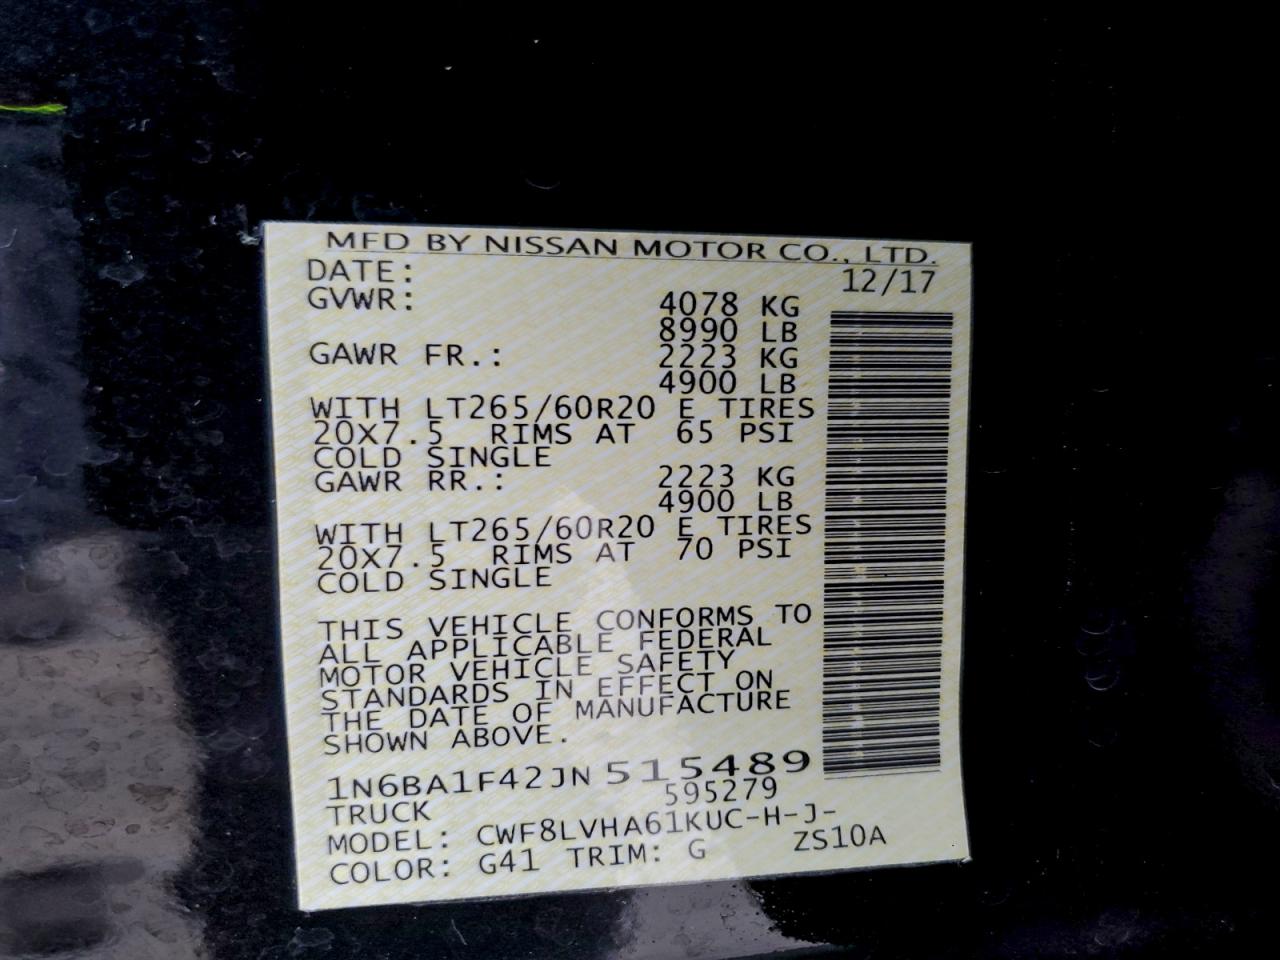 MFD BY NISSAN MOTOR CO., LTD.
DATE: 12/17
GVWR: 4078 KG
8990 LB
GAWR FR.: 2223 KG
4900 LB
WITH LT265/60R20 E TIRES
20X7.5 RIMS AT 65 PSI
COLD SINGLE
GAWR RR.: 2223 KG
4900 LB
WITH LT265/60R20 E TIRES
20X7.5 RIMS AT 70 PSI
COLD SINGLE
THIS VEHICLE CONFORMS TO
ALL APPLICABLE FEDERAL
MOTOR VEHICLE SAFETY
STANDARDS IN EFFECT ON
THE DATE OF MANUFACTURE
SHOWN ABOVE.
1N6BA1F42JN 515489
TRUCK 595279
MODEL: CWF8LVHA61KUC-H-J-
COLOR: G41 TRIM: G ZS10A